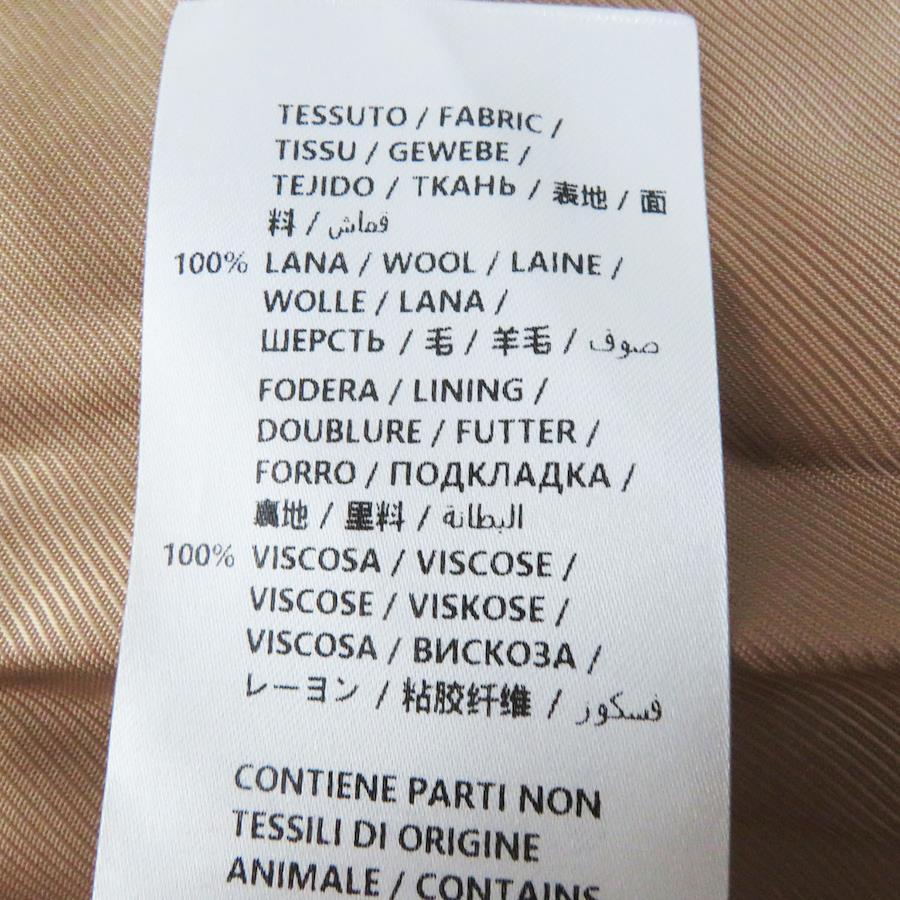 TESSUTO / FABRIC /
TISSU / GEWEBE /
TEJIDO / ТКАНЬ / 表地 / 面
料 / قماش
100% LANA / WOOL / LAINE /
WOLLE / LANA /
ШЕРСТЬ / 毛 / 羊毛 / صوف
FODERA / LINING /
DOUBLURE / FUTTER /
FORRO / ПОДКЛАДКА /
裏地 / 里料 / البطانة
100% VISCOSA / VISCOSE /
VISCOSE / VISKOSE /
VISCOSA / ВИСКОЗА /
レーヨン / 粘胶纤维 / فسكوز
CONTIENE PARTI NON
TESSILI DI ORIGINE
ANIMALE / CONTAINS